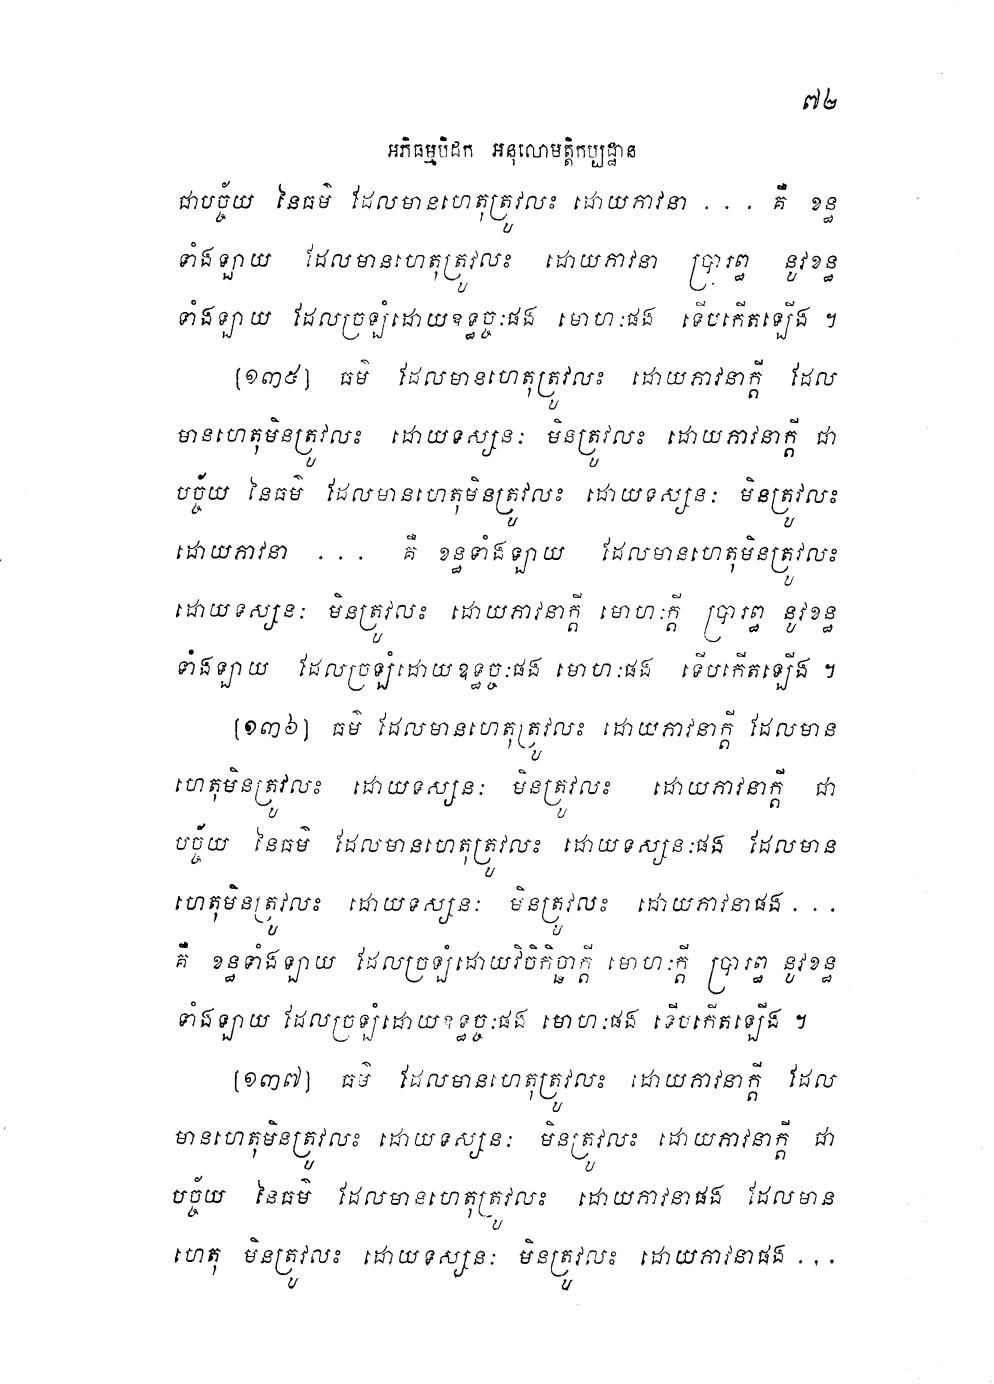 ៧២
អភិធម្មបិដក អនុលោមត្តិកប្បដ្ឋាន
ជាបច្ច័យ នៃធម៌ ដែលមានហេតុត្រូវលះ ដោយភាវនា . . . គឺ ខន្ធ
ទាំងឡាយ ដែលមានហេតុត្រូវលះ ដោយភាវនា ប្រារព្ធ នូវខន្ធ
ទាំងឡាយ ដែលច្រឡំដោយឧទ្ធច្ចៈផង មោហៈផង ទើបកើតឡើង ។
[១៣៥] ធម៌ ដែលមានហេតុត្រូវលះ ដោយភាវនាក្តី ដែល
មានហេតុមិនត្រូវលះ ដោយទស្សនៈ មិនត្រូវលះ ដោយភាវនាក្តី ជា
បច្ច័យ នៃធម៌ ដែលមានហេតុមិនត្រូវលះ ដោយទស្សនៈ មិនត្រូវលះ
ដោយភាវនា . . . គឺ ខន្ធទាំងឡាយ ដែលមានហេតុមិនត្រូវលះ
ដោយទស្សនៈ មិនត្រូវលះ ដោយភាវនាក្តី មោហៈក្តី ប្រារព្ធ នូវខន្ធ
ទាំងឡាយ ដែលច្រឡំដោយឧទ្ធច្ចៈផង មោហៈផង ទើបកើតឡើង ។
[១៣៦] ធម៌ ដែលមានហេតុត្រូវលះ ដោយភាវនាក្តី ដែលមាន
ហេតុមិនត្រូវលះ ដោយទស្សនៈ មិនត្រូវលះ ដោយភាវនាក្តី ជា
បច្ច័យ នៃធម៌ ដែលមានហេតុត្រូវលះ ដោយទស្សនៈផង ដែលមាន
ហេតុមិនត្រូវលះ ដោយទស្សនៈ មិនត្រូវលះ ដោយភាវនាផង . . .
គឺ ខន្ធទាំងឡាយ ដែលច្រឡំដោយវិចិកិច្ឆាក្តី មោហៈក្តី ប្រារព្ធ នូវខន្ធ
ទាំងឡាយ ដែលច្រឡំដោយឧទ្ធច្ចៈផង មោហៈផង ទើបកើតឡើង ។
[១៣៧] ធម៌ ដែលមានហេតុត្រូវលះ ដោយភាវនាក្តី ដែល
មានហេតុមិនត្រូវលះ ដោយទស្សនៈ មិនត្រូវលះ ដោយភាវនាក្តី ជា
បច្ច័យ នៃធម៌ ដែលមានហេតុត្រូវលះ ដោយភាវនាផង ដែលមាន
ហេតុ មិនត្រូវលះ ដោយទស្សនៈ មិនត្រូវលះ ដោយភាវនាផង . . .